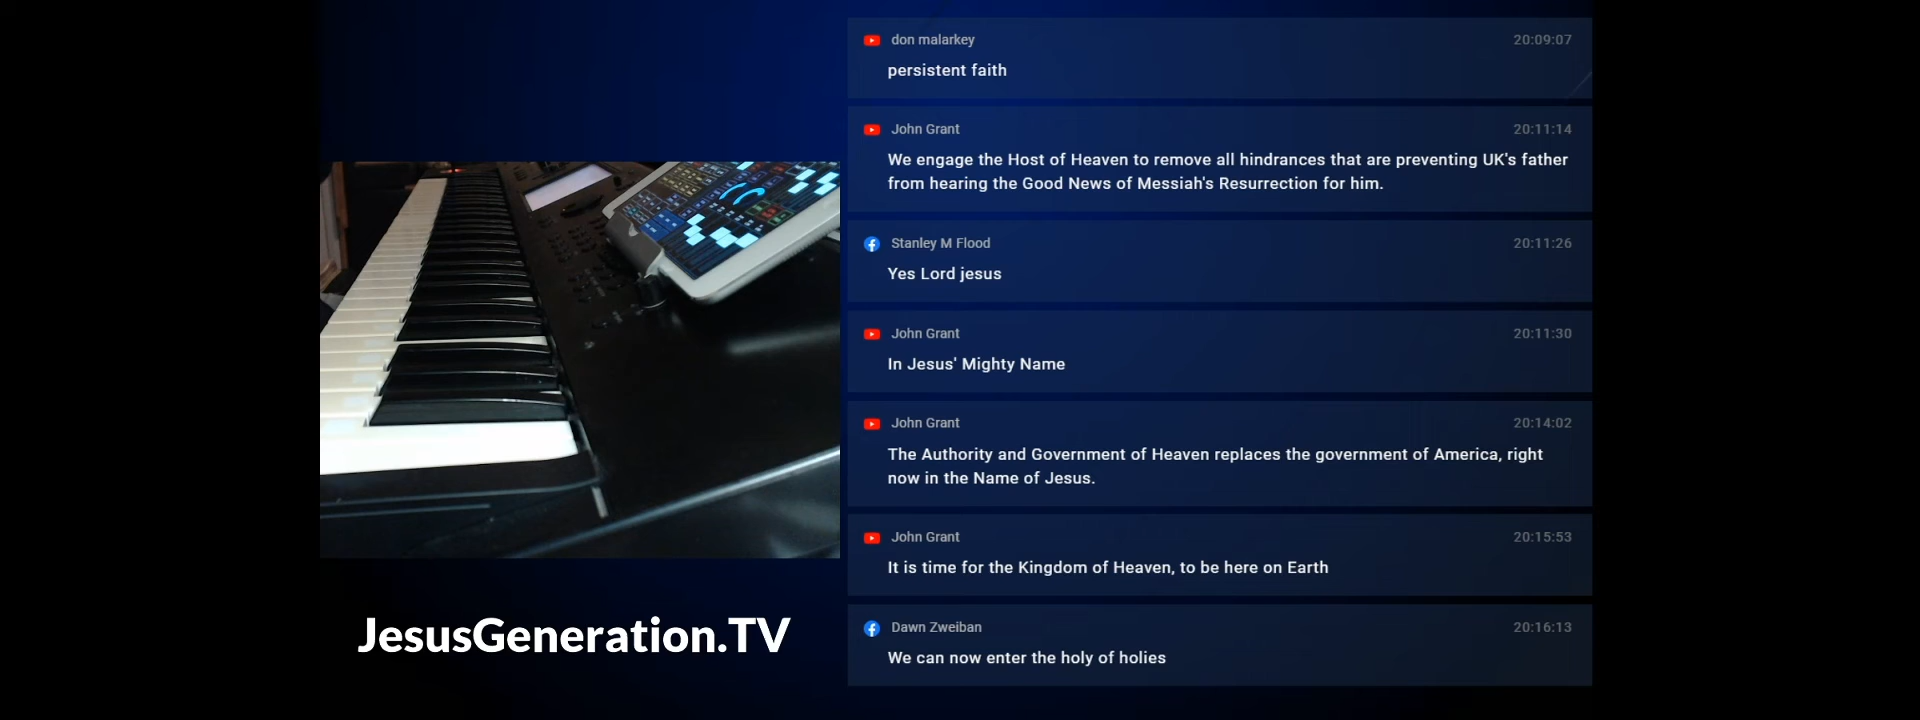 don malarkey 20:09:07
persistent faith
John Grant 20:11:14
We engage the Host of Heaven to remove all hindrances that are preventing UK's father
from hearing the Good News of Messiah's Resurrection for him.
Stanley M Flood 20:11:26
Yes Lord jesus
John Grant 20:11:30
In Jesus' Mighty Name
John Grant 20:14:02
The Authority and Government of Heaven replaces the government of America, right
now in the Name of Jesus.
John Grant 20:15:53
It is time for the Kingdom of Heaven, to be here on Earth
Dawn Zweiban 20:16:13
We can now enter the holy of holies
JesusGeneration.TV